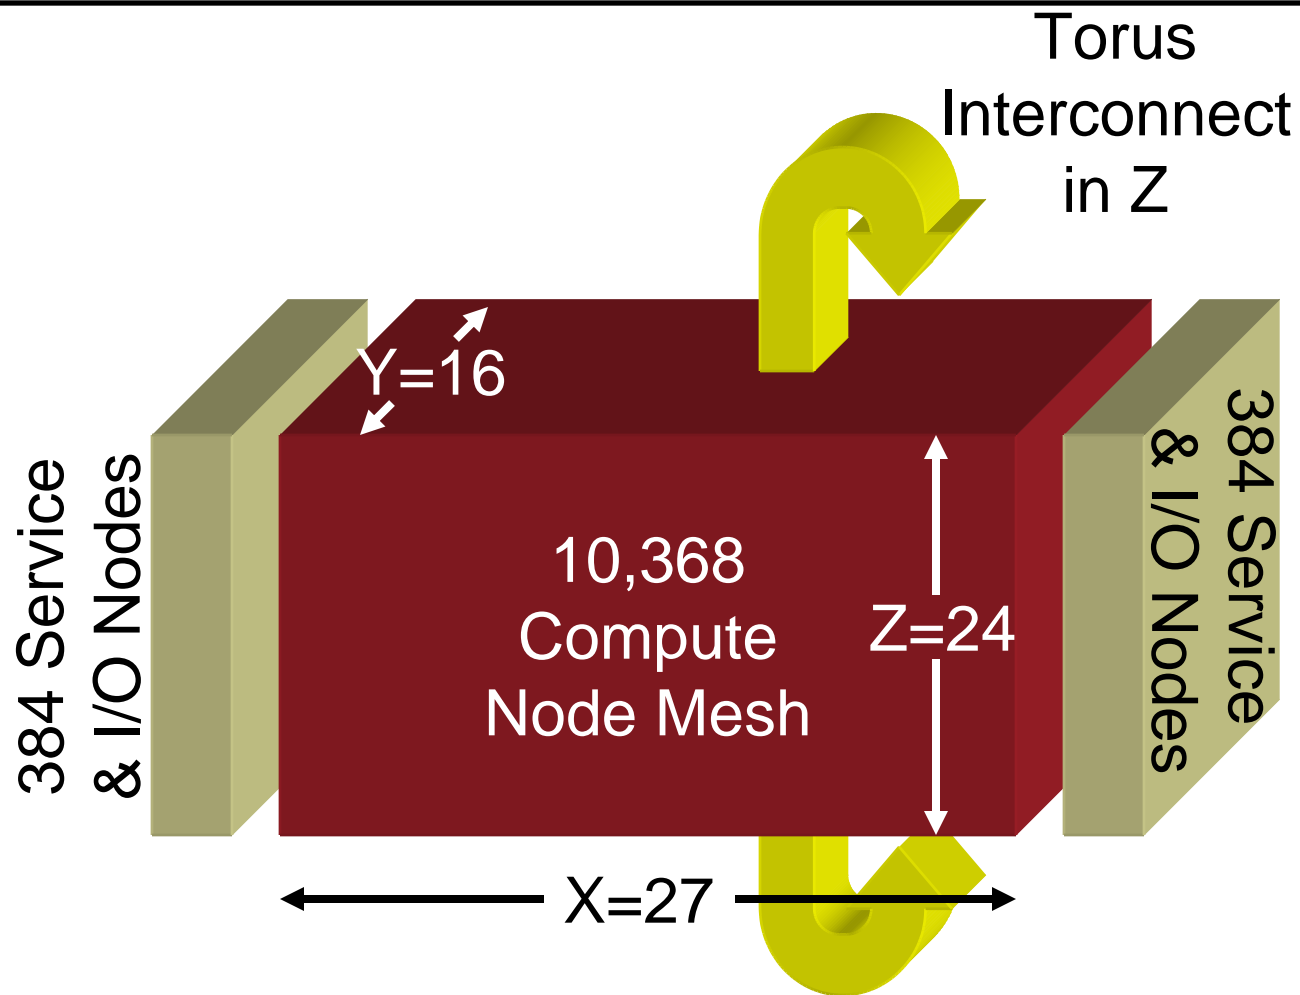 Torus
Interconnect
in Z
Y=16
384 Service
& I/O Nodes
10,368
Compute
Node Mesh
Z=24
384 Service
& I/O Nodes
X=27